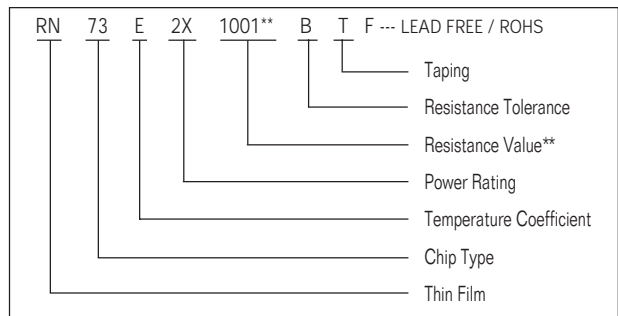 RN 73 E 2X 1001** B T F --- LEAD FREE / ROHS
Taping
Resistance Tolerance
Resistance Value**
Power Rating
Temperature Coefficient
Chip Type
Thin Film